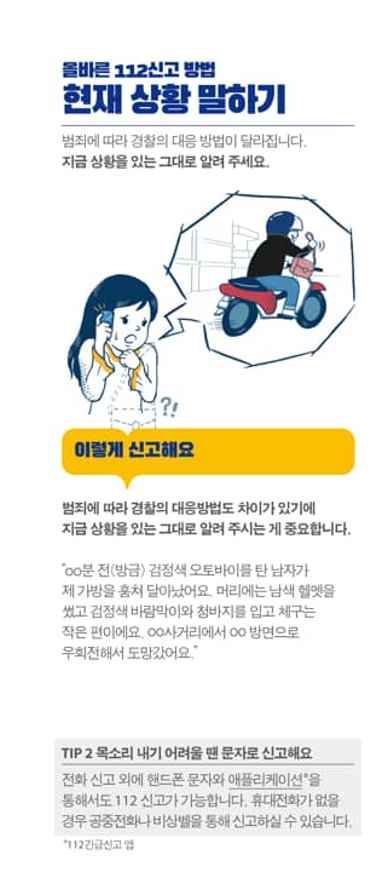 올바른 112신고 방법
현재 상황 말하기
범죄에 따라 경찰의 대응 방법이 달라집니다.
지금 상황을 있는 그대로 알려 주세요.
?!
이렇게 신고해요
범죄에 따라 경찰의 대응방법도 차이가 있기에
지금 상황을 있는 그대로 알려 주시는 게 중요합니다.
"oo분 전(방금) 검정색 오토바이를 탄 남자가
제 가방을 훔쳐 달아났어요. 머리에는 남색 헬멧을
썼고 검정색 바람막이와 청바지를 입고 체구는
작은 편이에요. oo사거리에서 oo 방면으로
우회전해서 도망갔어요."
TIP 2 목소리 내기 어려울 땐 문자로 신고해요
전화 신고 외에 핸드폰 문자와 애플리케이션*을
통해서도 112 신고가 가능합니다. 휴대전화가 없을
경우 공중전화나 비상벨을 통해 신고하실 수 있습니다.
*112긴급신고 앱